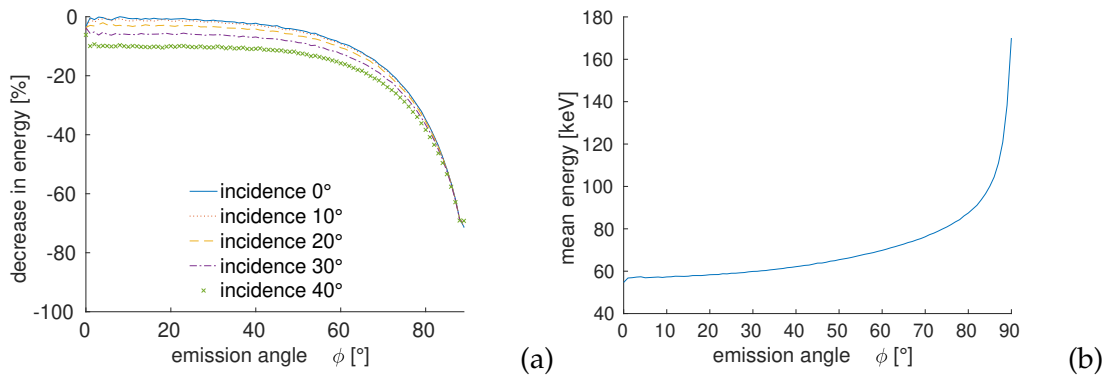 0
-20
-40
-60
-80
-100
decrease in energy [%]
incidence 0°
incidence 10°
incidence 20°
incidence 30°
incidence 40°
0 20 40 60 80
emission angle ϕ [°]
(a)
180
160
140
120
100
80
60
40
mean energy [keV]
0 10 20 30 40 50 60 70 80 90
emission angle ϕ [°]
(b)